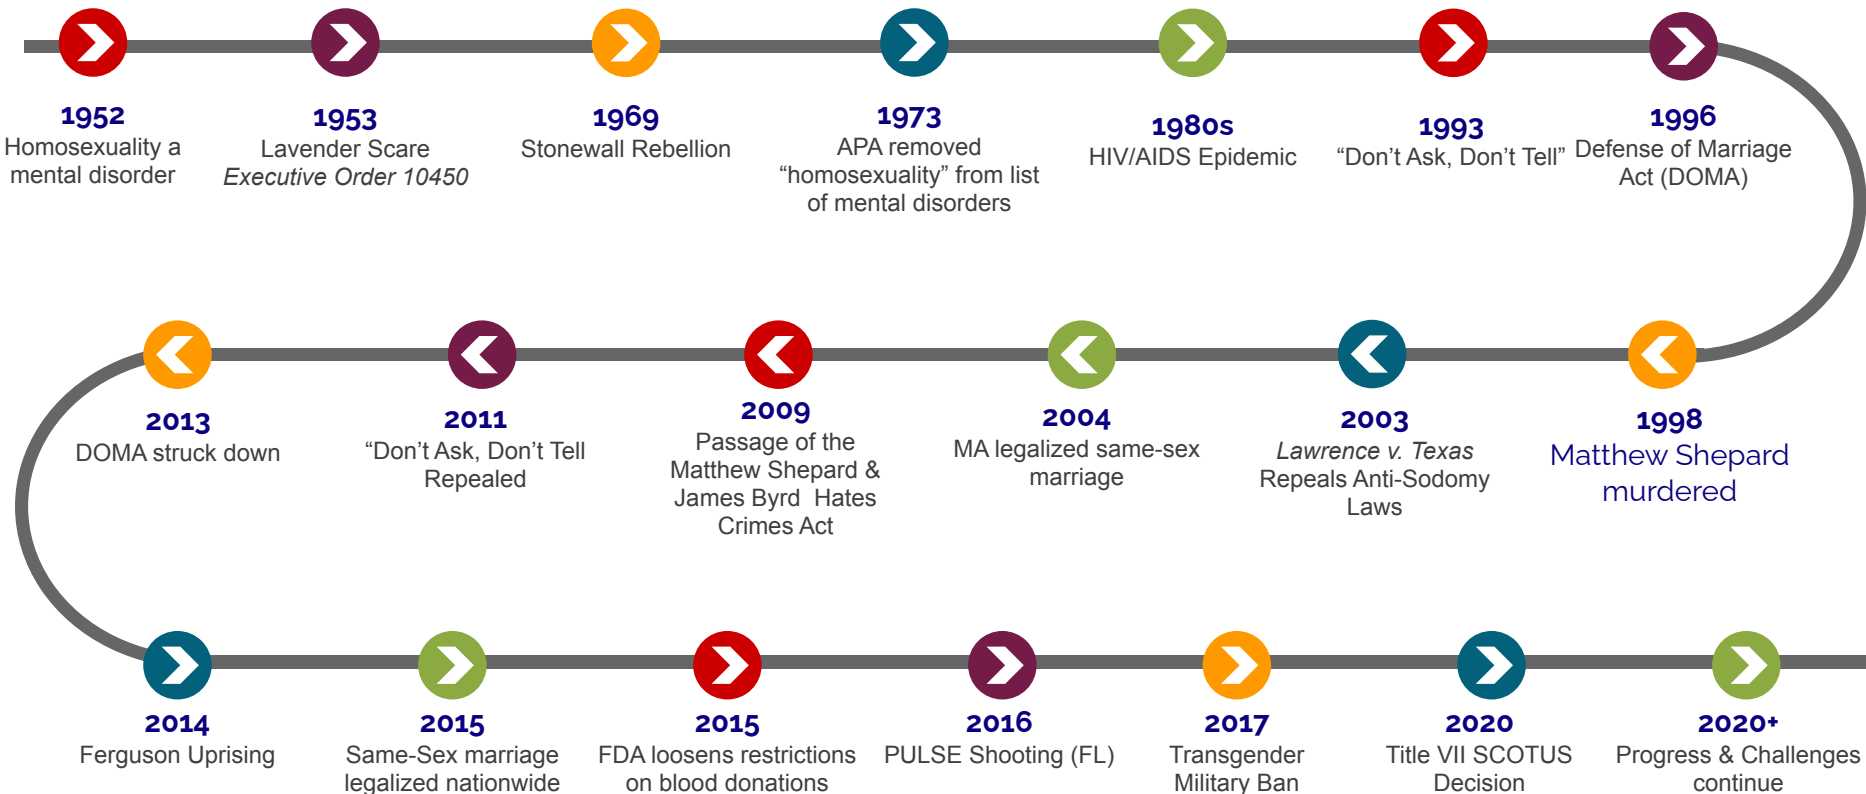 1952
Homosexuality a
mental disorder
1953
Lavender Scare
Executive Order 10450
1969
Stonewall Rebellion
1973
APA removed
“homosexuality” from list
of mental disorders
1980s
HIV/AIDS Epidemic
1993
“Don’t Ask, Don’t Tell”
1996
Defense of Marriage
Act (DOMA)
1998
Matthew Shepard
murdered
2003
Lawrence v. Texas
Repeals Anti-Sodomy
Laws
2004
MA legalized same-sex
marriage
2009
Passage of the
Matthew Shepard &
James Byrd Hates
Crimes Act
2011
“Don’t Ask, Don’t Tell
Repealed
2013
DOMA struck down
2014
Ferguson Uprising
2015
Same-Sex marriage
legalized nationwide
2015
FDA loosens restrictions
on blood donations
2016
PULSE Shooting (FL)
2017
Transgender
Military Ban
2020
Title VII SCOTUS
Decision
2020+
Progress & Challenges
continue